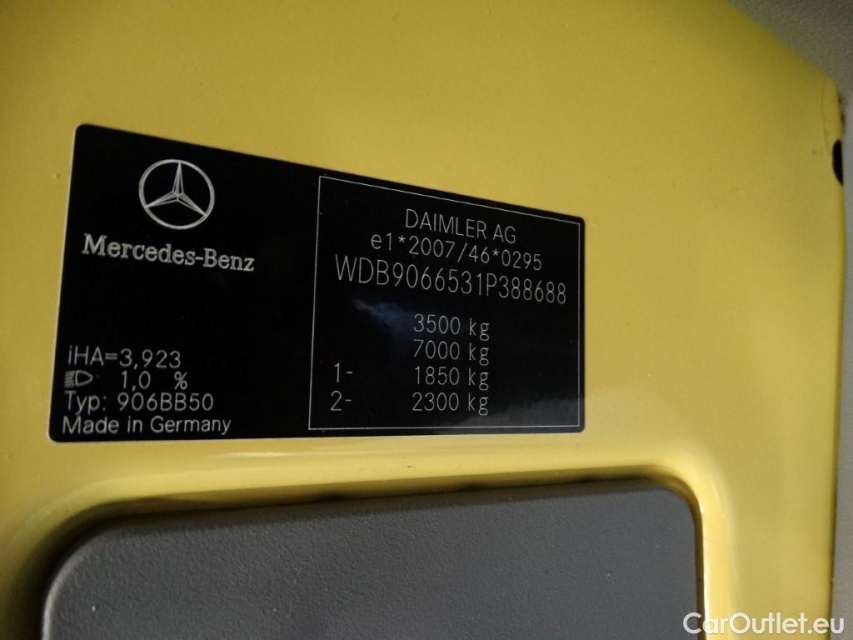 Mercedes-Benz
iHA=3,923
1,0 %
Typ: 906BB50
Made in Germany
DAIMLER AG
e1*2007/46*0295
WDB9066531P388688
3500 kg
7000 kg
1- 1850 kg
2- 2300 kg
CarOutlet.eu